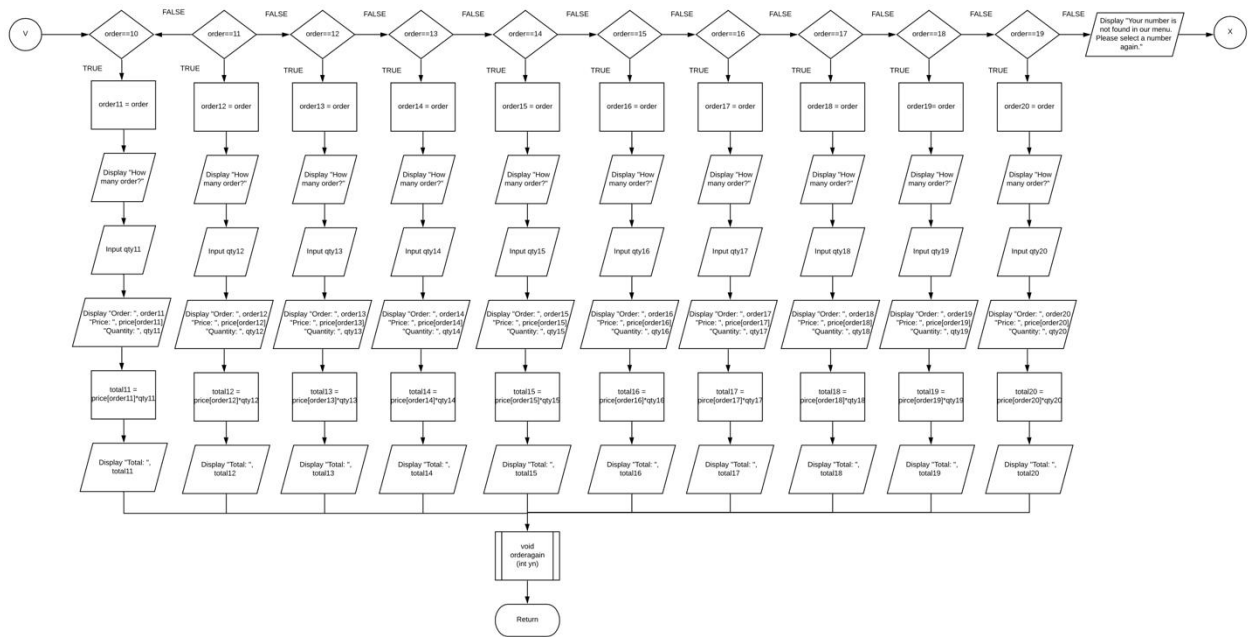 V
order==10
FALSE
order==11
FALSE
order==12
FALSE
order==13
FALSE
order==14
FALSE
order==15
FALSE
order==16
FALSE
order==17
FALSE
order==18
FALSE
order==19
FALSE
Display "Your number is
not found in our menu.
Please select a number
again."
X
TRUE
TRUE
TRUE
TRUE
TRUE
TRUE
TRUE
TRUE
TRUE
TRUE
order11 = order
order12 = order
order13 = order
order14 = order
order15 = order
order16 = order
order17 = order
order18 = order
order19= order
order20 = order
Display "How
many order?"
Display "How
many order?"
Display "How
many order?"
Display "How
many order?"
Display "How
many order?"
Display "How
many order?"
Display "How
many order?"
Display "How
many order?"
Display "How
many order?"
Display "How
many order?"
Input qty11
Input qty12
Input qty13
Input qty14
Input qty15
Input qty16
Input qty17
Input qty18
Input qty19
Input qty20
Display "Order: ", order11
"Price: ", price[order11]
"Quantity: ", qty11
Display "Order: ", order12
"Price: ", price[order12]
"Quantity: ", qty12
Display "Order: ", order13
"Price: ", price[order13]
"Quantity: ", qty13
Display "Order: ", order14
"Price: ", price[order14]
"Quantity: ", qty14
Display "Order: ", order15
"Price: ", price[order15]
"Quantity: ", qty15
Display "Order: ", order16
"Price: ", price[order16]
"Quantity: ", qty16
Display "Order: ", order17
"Price: ", price[order17]
"Quantity: ", qty17
Display "Order: ", order18
"Price: ", price[order18]
"Quantity: ", qty18
Display "Order: ", order19
"Price: ", price[order19]
"Quantity: ", qty19
Display "Order: ", order20
"Price: ", price[order20]
"Quantity: ", qty20
total11 =
price[order11]*qty11
total12 =
price[order12]*qty12
total13 =
price[order13]*qty13
total14 =
price[order14]*qty14
total15 =
price[order15]*qty15
total16 =
price[order16]*qty16
total17 =
pirce[order17]*qty17
total18 =
pirce[order18]*qty18
total19 =
pirce[order19]*qty19
total20 =
price[order20]*qty20
Display "Total: ",
total11
Display "Total: ",
total12
Display "Total: ",
total13
Display "Total: ",
total14
Display "Total: ",
total15
Display "Total: ",
total16
Display "Total: ",
total17
Display "Total: ",
total18
Display "Total: ",
total19
Display "Total: ",
total20
void
orderagain
(int yn)
Return